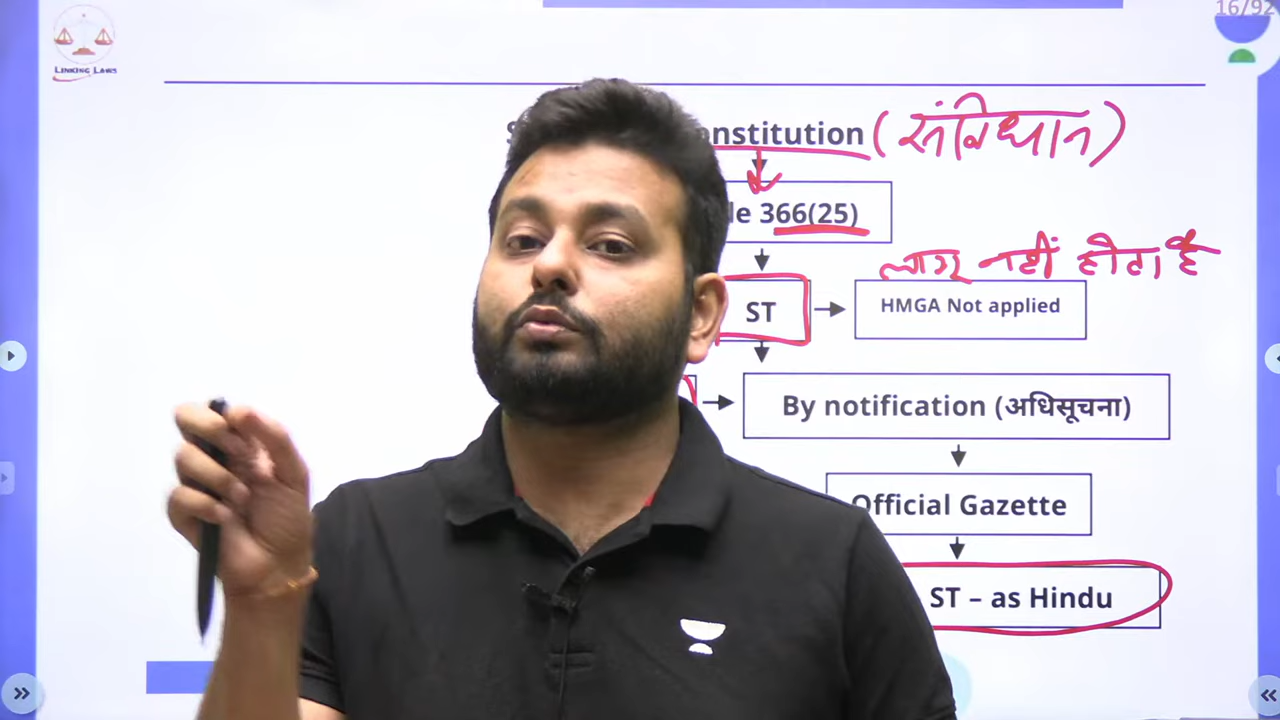 16/92
LINKING LAWS
onstitution (संविधान)
le 366(25)
लागू नहीं होता है
ST
HMGA Not applied
By notification (अधिसूचना)
Official Gazette
ST – as Hindu